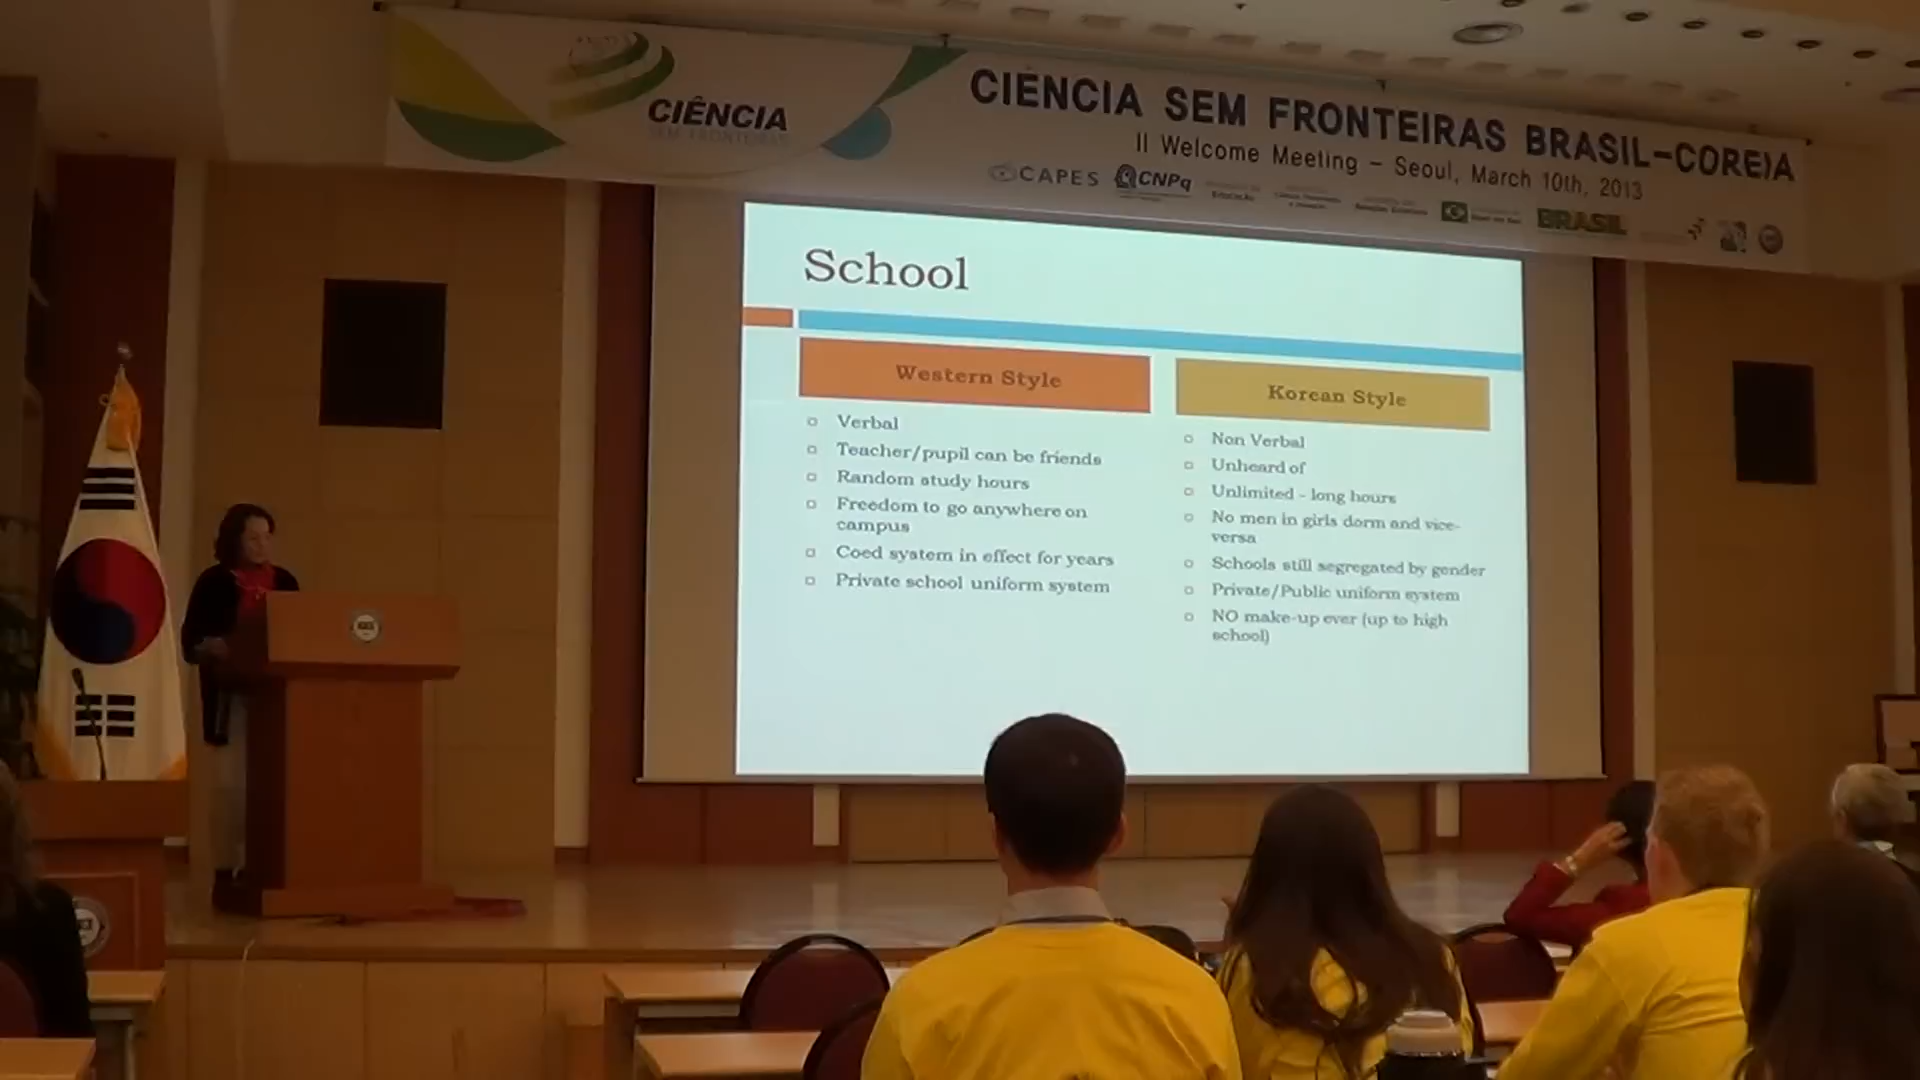 CIÊNCIA
SEM FRONTEIRAS
CIÊNCIA SEM FRONTEIRAS BRASIL-COREIA
II Welcome Meeting - Seoul, March 10th, 2013
CAPES CNPq
BRASIL
School
Western Style
Verbal
Teacher/pupil can be friends
Random study hours
Freedom to go anywhere on
campus
Coed system in effect for years
Private school uniform system
Korean Style
Non Verbal
Unheard of
Unlimited - long hours
No men in girls dorm and vice-
versa
Schools still segregated by gender
Private/Public uniform system
NO make-up ever (up to high
school)